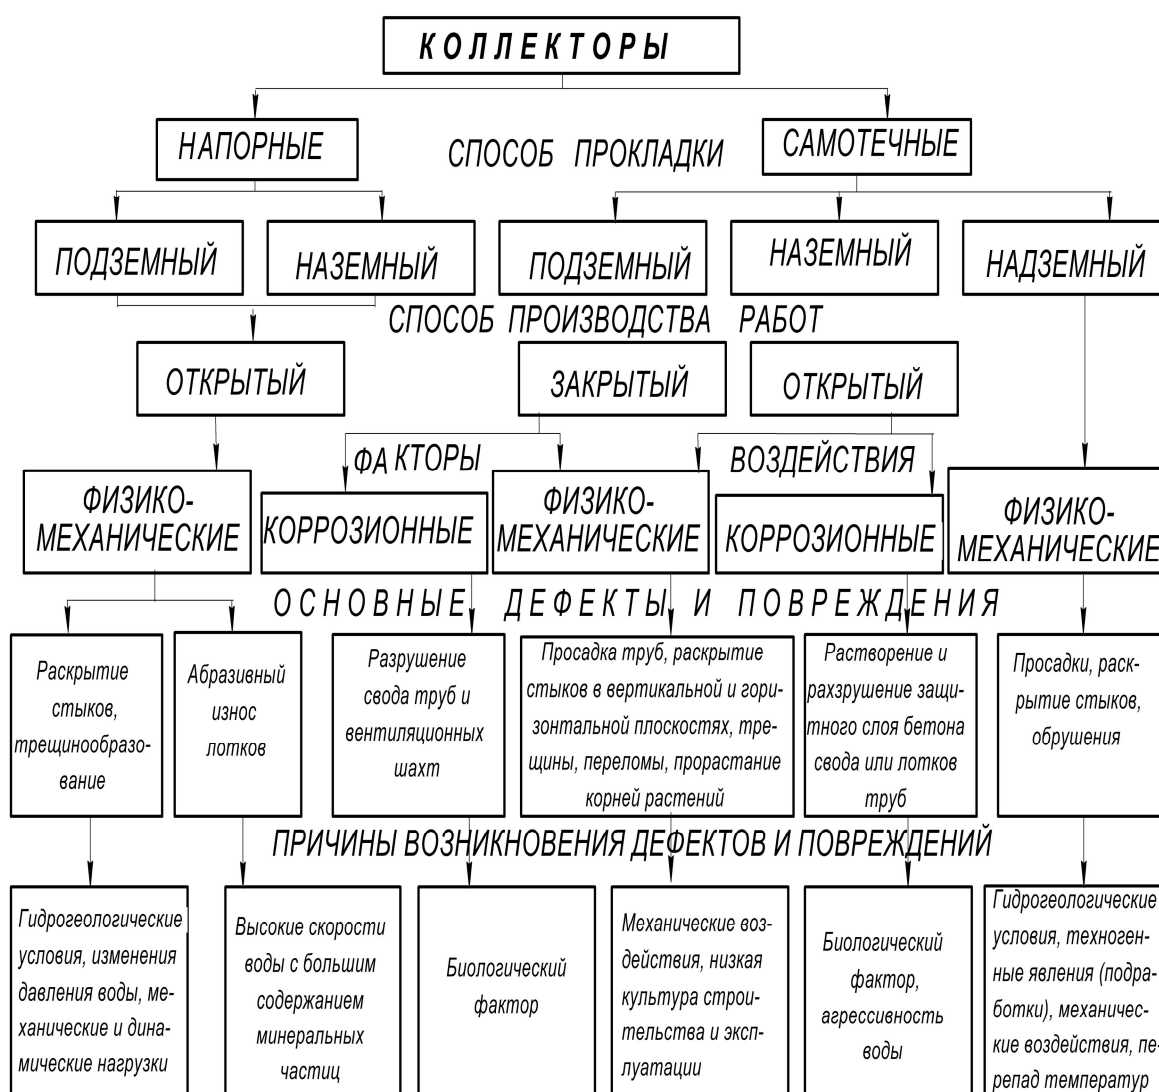 КОЛЛЕКТОРЫ
НАПОРНЫЕ
СПОСОБ ПРОКЛАДКИ
САМОТЕЧНЫЕ
ПОДЗЕМНЫЙ
НАЗЕМНЫЙ
ПОДЗЕМНЫЙ
НАЗЕМНЫЙ
НАДЗЕМНЫЙ
СПОСОБ ПРОИЗВОДСТВА РАБОТ
ОТКРЫТЫЙ
ЗАКРЫТЫЙ
ОТКРЫТЫЙ
ФАКТОРЫ ВОЗДЕЙСТВИЯ
ФИЗИКО-
МЕХАНИЧЕСКИЕ
КОРРОЗИОННЫЕ
ФИЗИКО-
МЕХАНИЧЕСКИЕ
КОРРОЗИОННЫЕ
ФИЗИКО-
МЕХАНИЧЕСКИЕ
ОСНОВНЫЕ ДЕФЕКТЫ И ПОВРЕЖДЕНИЯ
Раскрытие
стыков,
трещинообразо-
вание
Абразивный
износ
лотков
Разрушение
свода труб и
вентиляционных
шахт
Просадка труб, раскрытие
стыков в вертикальной и гори-
зонтальной плоскостях, тре-
щины, переломы, прорастание
корней растений
Растворение и
рахзрушение защи-
тного слоя бетона
свода или лотков
труб
Просадки, раск-
рытие стыков,
обрушения
ПРИЧИНЫ ВОЗНИКНОВЕНИЯ ДЕФЕКТОВ И ПОВРЕЖДЕНИЙ
Гидрогеологические
условия, изменения
давления воды, ме-
ханические и дина-
мические нагрузки
Высокие скорости
воды с большим
содержанием
минеральных
частиц
Биологический
фактор
Механические воз-
действия, низкая
культура строи-
тельства и эксп-
луатации
Биологический
фактор,
агрессивность
воды
Гидрогеологические
условия, техноген-
ные явления (подра-
ботки), механичес-
кие воздействия, пе-
репад температур